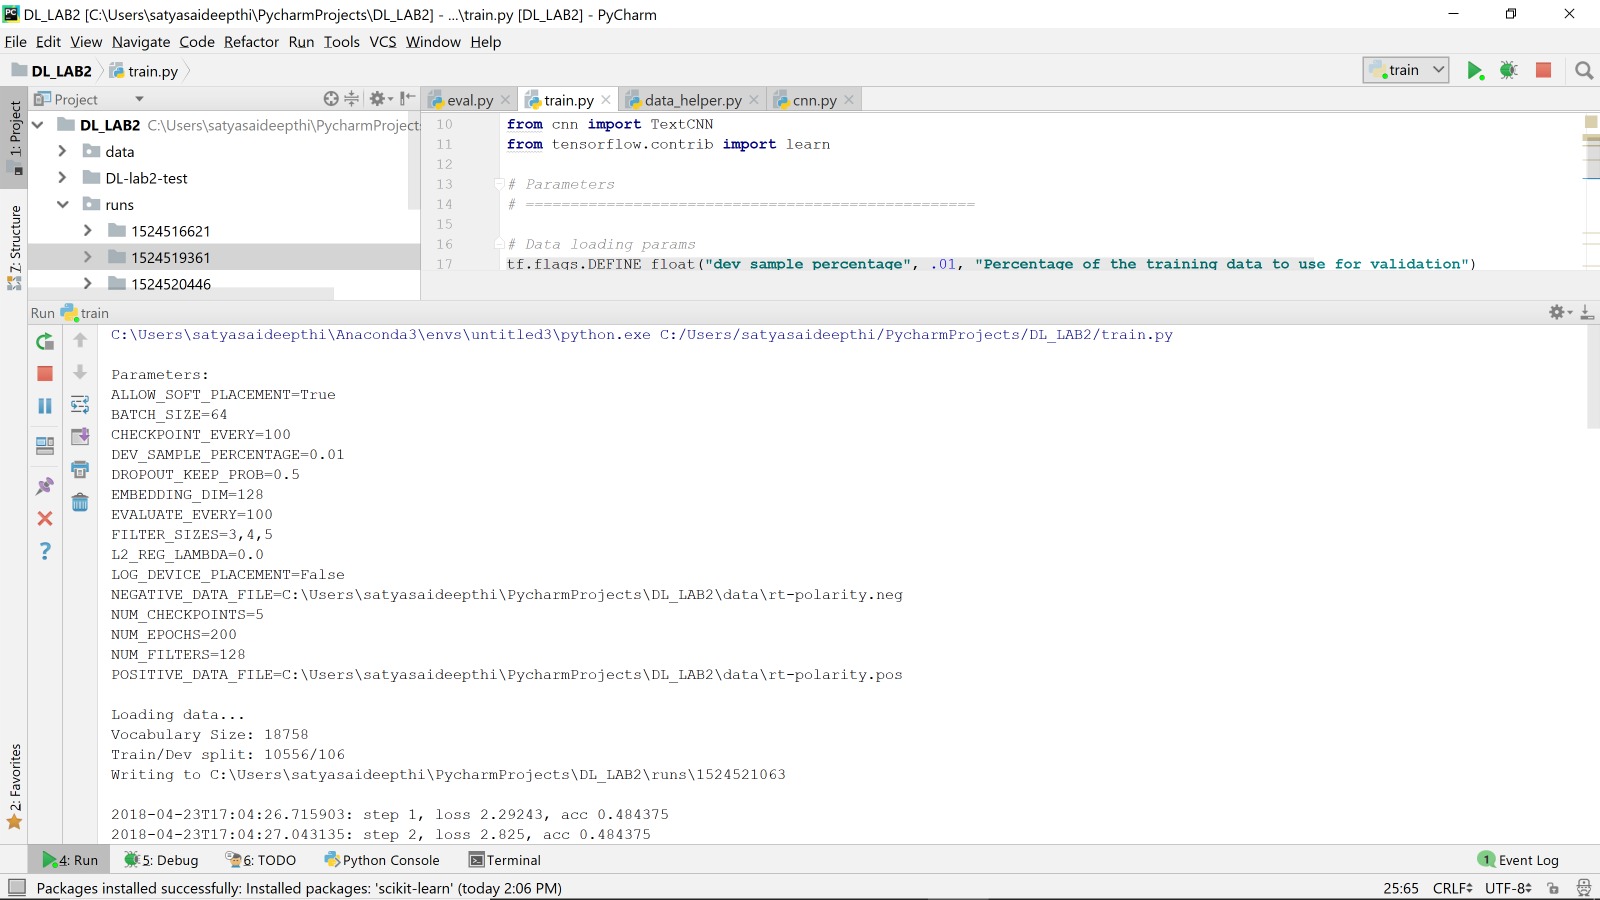 DL_LAB2 [C:\Users\satyasaideepthi\PycharmProjects\DL_LAB2] - ...\train.py [DL_LAB2] - PyCharm
File Edit View Navigate Code Refactor Run Tools VCS Window Help
DL_LAB2 train.py train
Project eval.py train.py data_helper.py cnn.py
1: Project
Z: Structure
2: Favorites
DL_LAB2 C:\Users\satyasaideepthi\PycharmProject
data
DL-lab2-test
runs
1524516621
1524519361
1524520446
10 from cnn import TextCNN
11 from tensorflow.contrib import learn
12
13 # Parameters
14 # ==================================================
15
16 # Data loading params
17 tf.flags.DEFINE_float("dev_sample_percentage", .01, "Percentage of the training data to use for validation")
Run train
C:\Users\satyasaideepthi\Anaconda3\envs\untitled3\python.exe C:/Users/satyasaideepthi/PycharmProjects/DL_LAB2/train.py
Parameters:
ALLOW_SOFT_PLACEMENT=True
BATCH_SIZE=64
CHECKPOINT_EVERY=100
DEV_SAMPLE_PERCENTAGE=0.01
DROPOUT_KEEP_PROB=0.5
EMBEDDING_DIM=128
EVALUATE_EVERY=100
FILTER_SIZES=3,4,5
L2_REG_LAMBDA=0.0
LOG_DEVICE_PLACEMENT=False
NEGATIVE_DATA_FILE=C:\Users\satyasaideepthi\PycharmProjects\DL_LAB2\data\rt-polarity.neg
NUM_CHECKPOINTS=5
NUM_EPOCHS=200
NUM_FILTERS=128
POSITIVE_DATA_FILE=C:\Users\satyasaideepthi\PycharmProjects\DL_LAB2\data\rt-polarity.pos
Loading data...
Vocabulary Size: 18758
Train/Dev split: 10556/106
Writing to C:\Users\satyasaideepthi\PycharmProjects\DL_LAB2\runs\1524521063
2018-04-23T17:04:26.715903: step 1, loss 2.29243, acc 0.484375
2018-04-23T17:04:27.043135: step 2, loss 2.825, acc 0.484375
4: Run 5: Debug 6: TODO Python Console Terminal 1 Event Log
Packages installed successfully: Installed packages: 'scikit-learn' (today 2:06 PM) 25:65 CRLF UTF-8